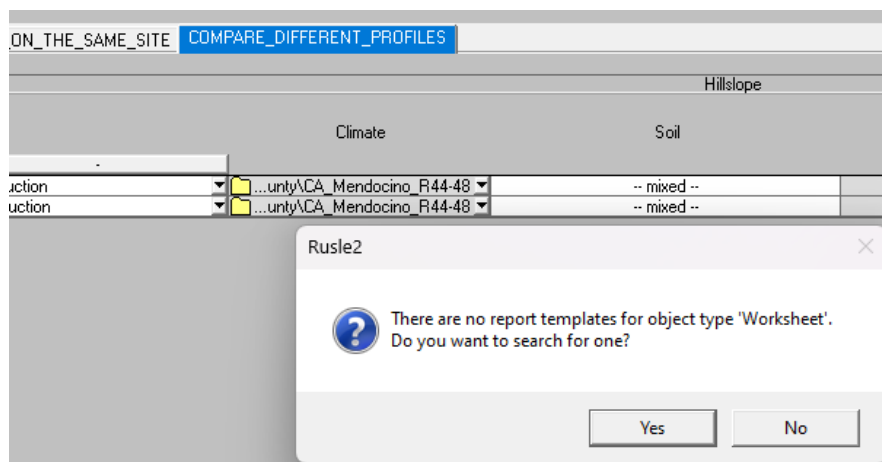 _ON_THE_SAME_SITE COMPARE_DIFFERENT_PROFILES
Hillslope
Climate Soil
-
uction ...unty\CA_Mendocino_R44-48 -- mixed --
uction ...unty\CA_Mendocino_R44-48 -- mixed --
Rusle2
There are no report templates for object type 'Worksheet'.
Do you want to search for one?
Yes No